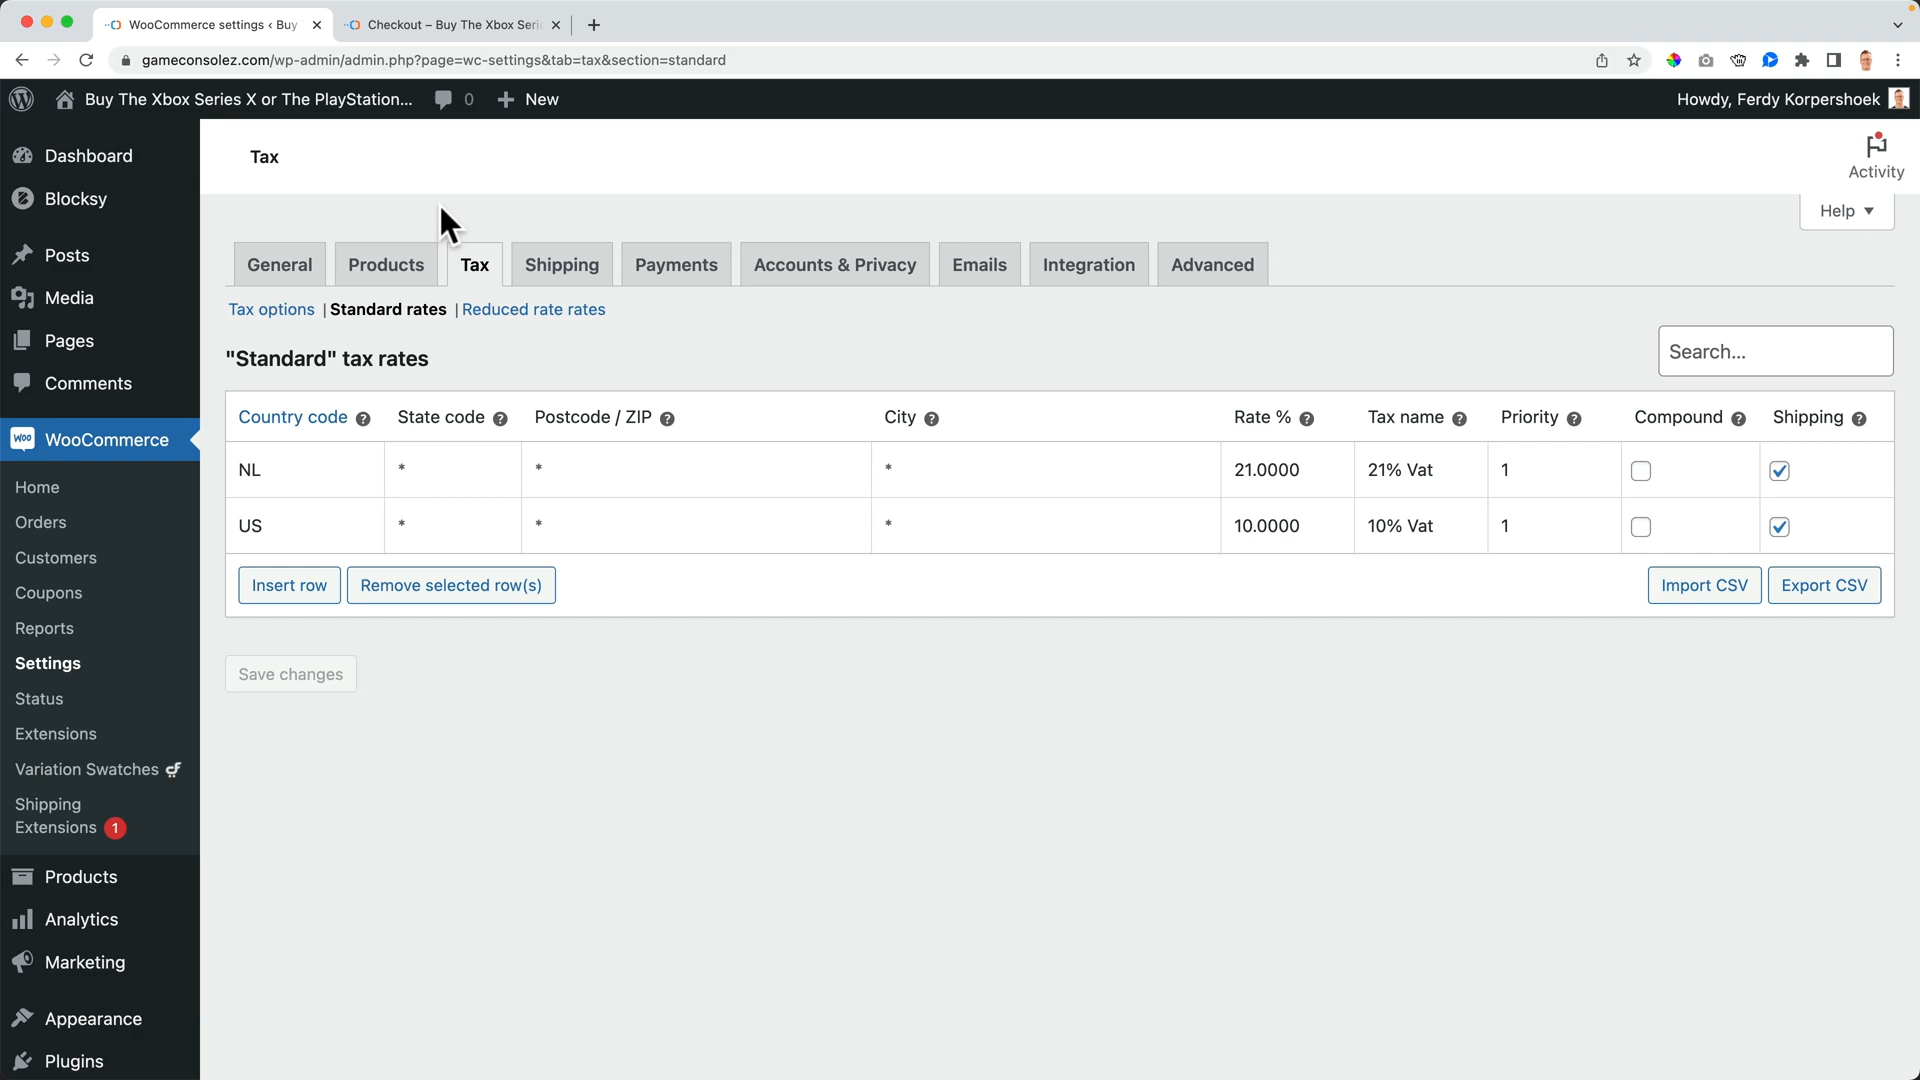 WooCommerce settings ‹ Buy
Checkout – Buy The Xbox Seri
gameconsolez.com/wp-admin/admin.php?page=wc-settings&tab=tax&section=standard
Buy The Xbox Series X or The PlayStation... 0 New
Howdy, Ferdy Korpershoek
Dashboard
Blocksy
Posts
Media
Pages
Comments
WooCommerce
Home
Orders
Customers
Coupons
Reports
Settings
Status
Extensions
Variation Swatches
Shipping
Extensions 1
Products
Analytics
Marketing
Appearance
Plugins
Tax
Activity
Help
General Products Tax Shipping Payments Accounts & Privacy Emails Integration Advanced
Tax options | Standard rates | Reduced rate rates
"Standard" tax rates
Search...
Country code ? State code ? Postcode / ZIP ? City ? Rate % ? Tax name ? Priority ? Compound ? Shipping ?
NL * * * 21.0000 21% Vat 1
US * * * 10.0000 10% Vat 1
Insert row Remove selected row(s) Import CSV Export CSV
Save changes